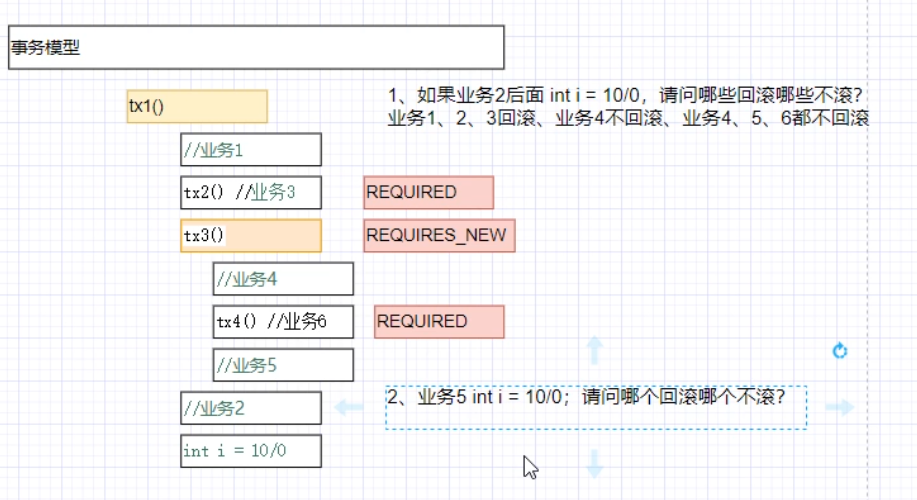 事务模型
tx1()
1、如果业务2后面 int i = 10/0，请问哪些回滚哪些不滚？
业务1、2、3回滚、业务4不回滚、业务4、5、6都不回滚
//业务1
tx2() //业务3 REQUIRED
tx3() REQUIRES_NEW
//业务4
tx4() //业务6 REQUIRED
//业务5
//业务2 2、业务5 int i = 10/0；请问哪个回滚哪个不滚？
int i = 10/0